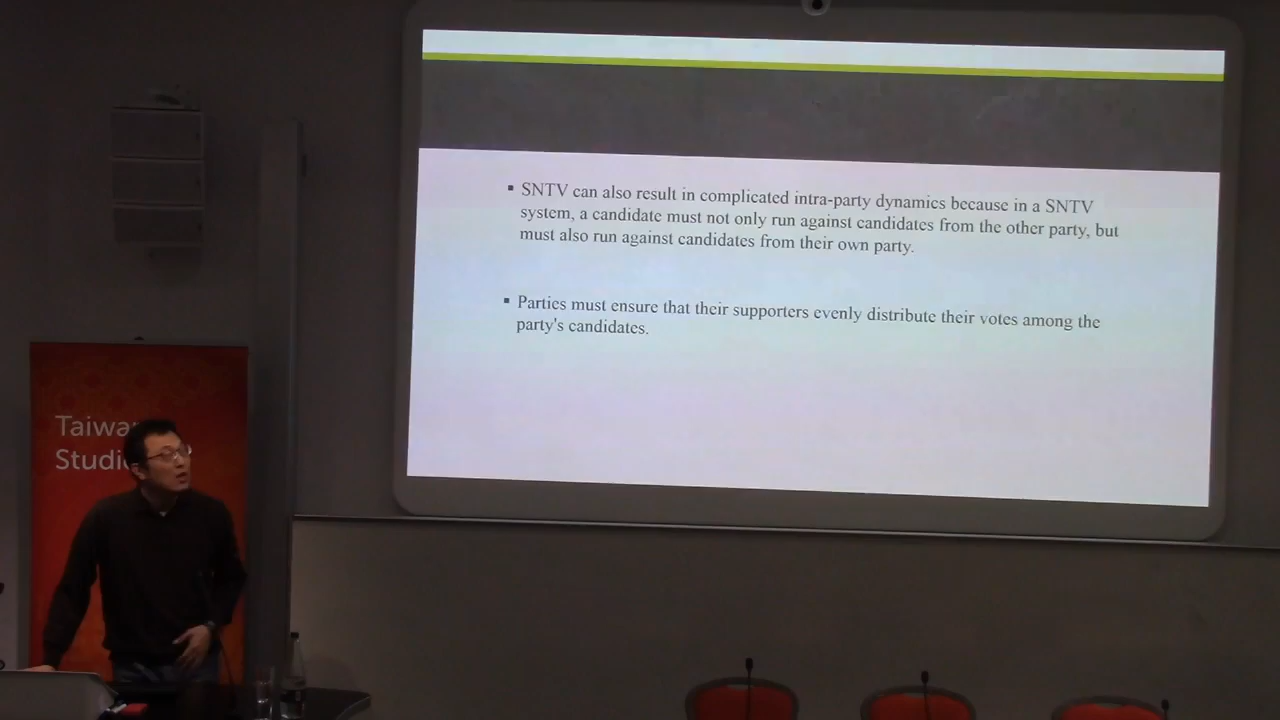 SNTV can also result in complicated intra-party dynamics because in a SNTV
system, a candidate must not only run against candidates from the other party, but
must also run against candidates from their own party.
Parties must ensure that their supporters evenly distribute their votes among the
party's candidates.
Taiwa
Studi